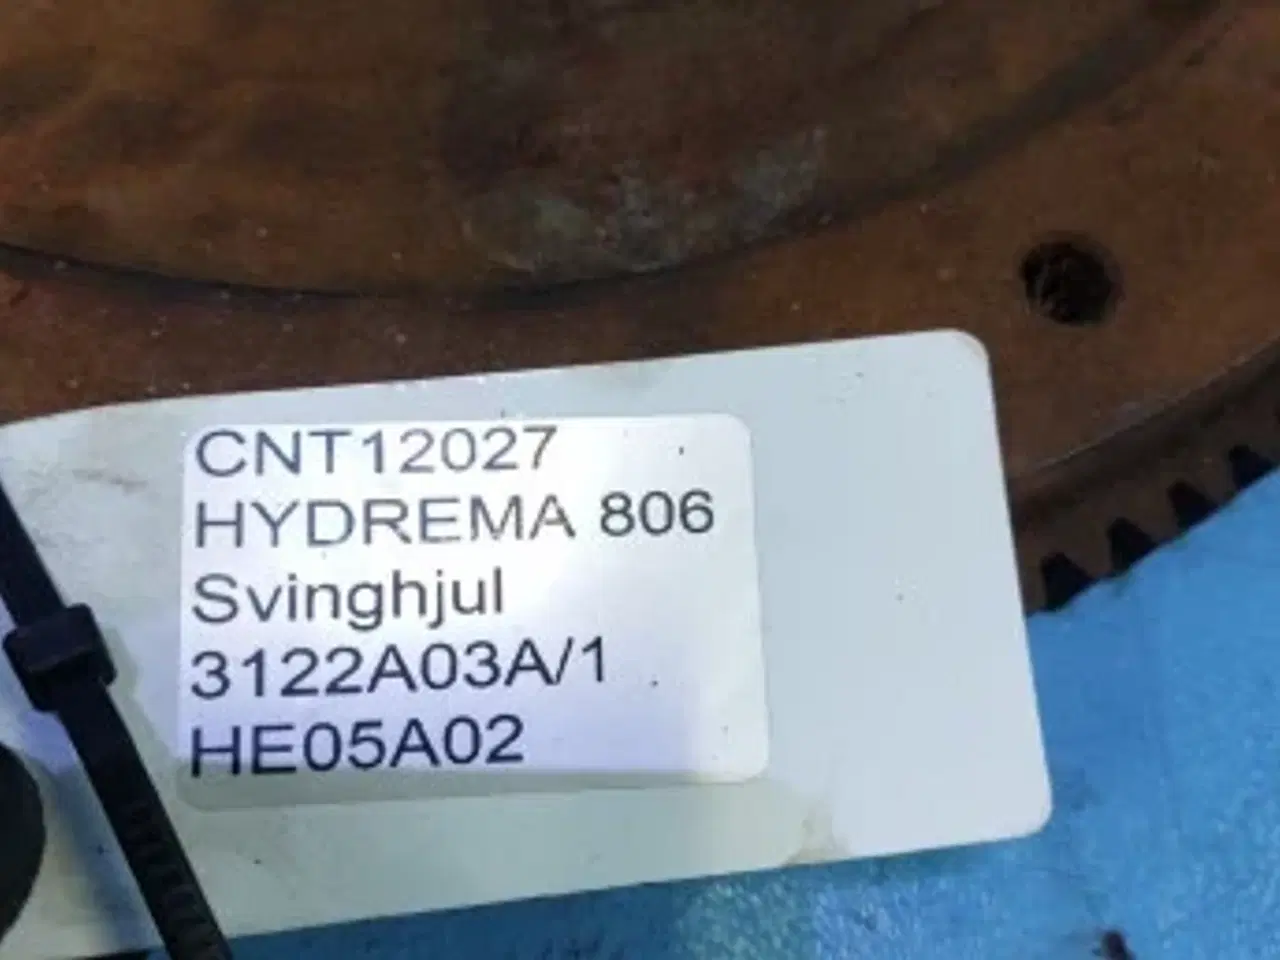 CNT12027
HYDREMA 806
Svinghjul
3122A03A/1
HE05A02